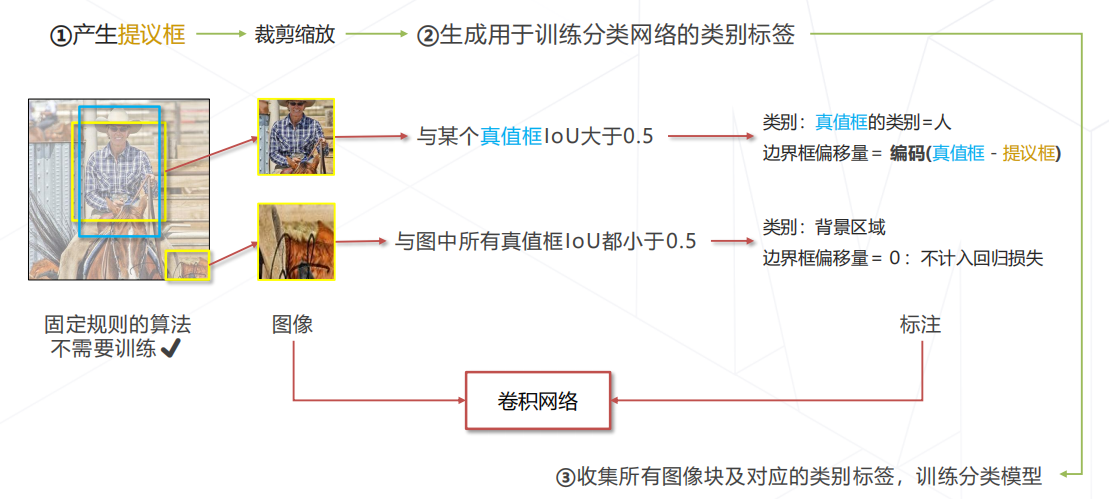 ①产生提议框
裁剪缩放
②生成用于训练分类网络的类别标签
与某个真值框IoU大于0.5
类别：真值框的类别=人
边界框偏移量= 编码(真值框 - 提议框)
与图中所有真值框IoU都小于0.5
类别：背景区域
边界框偏移量= 0：不计入回归损失
固定规则的算法
不需要训练✔
图像
标注
卷积网络
③收集所有图像块及对应的类别标签，训练分类模型